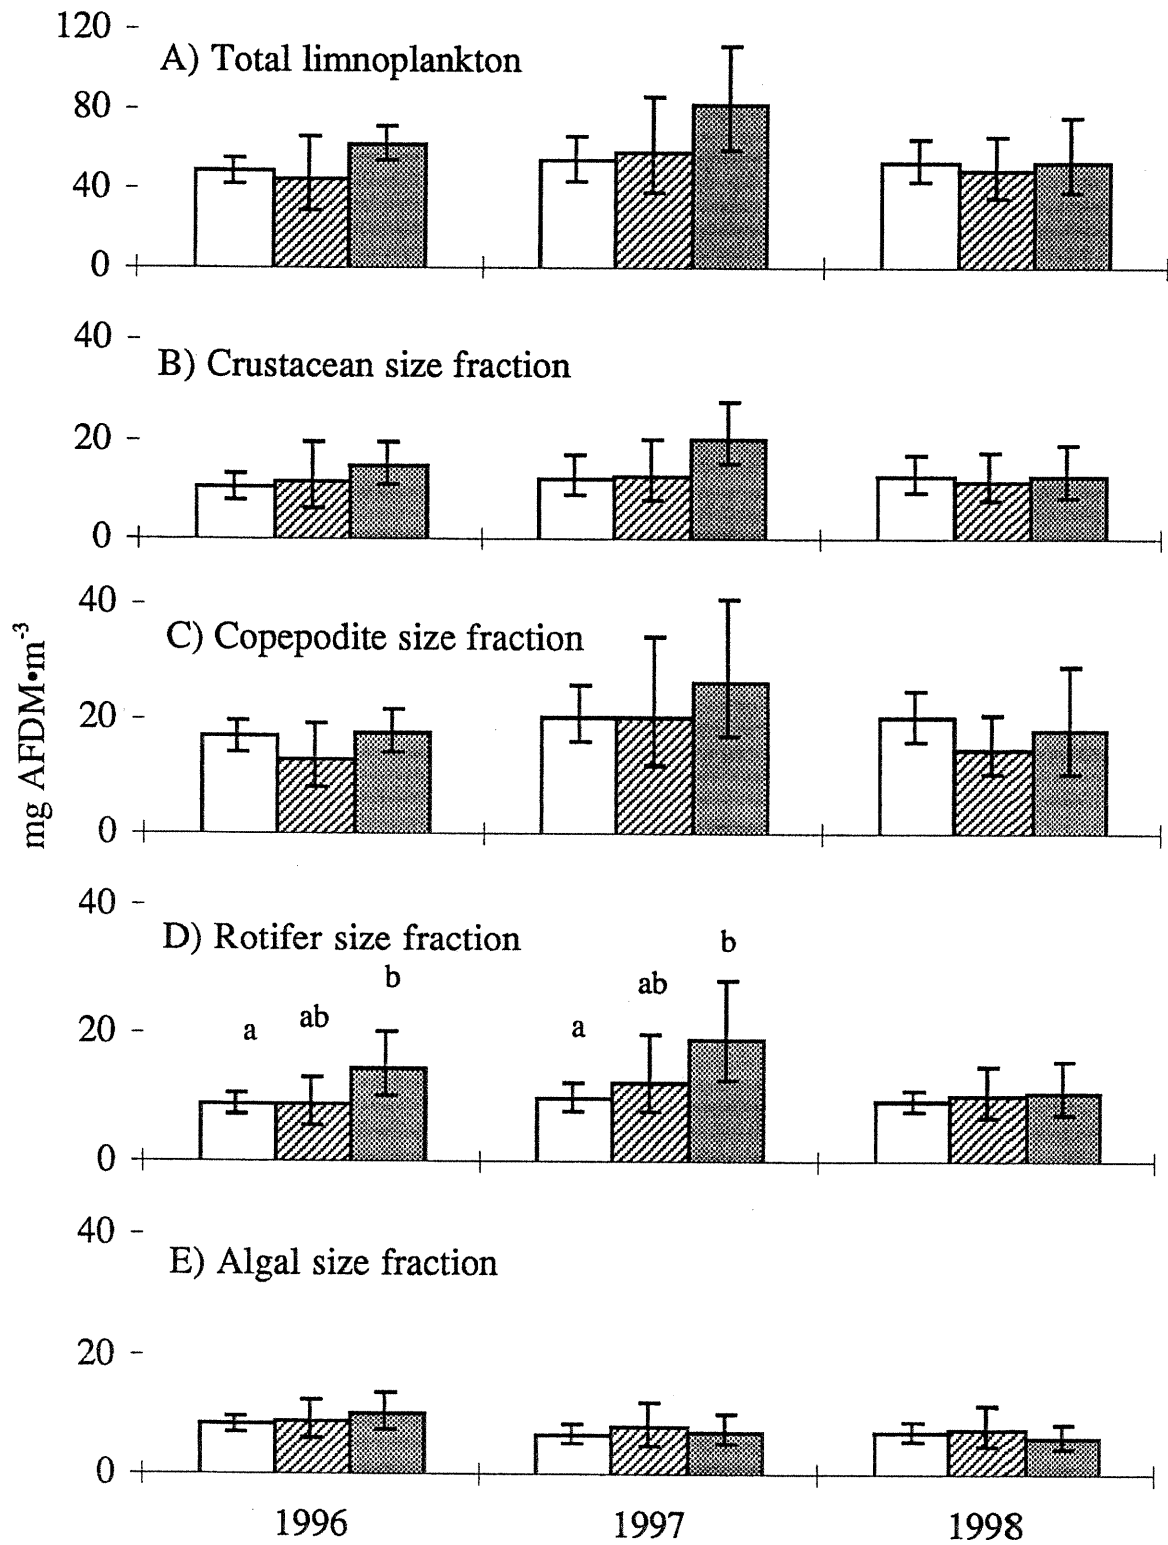 120
A) Total limnoplankton
80
40
0
40
B) Crustacean size fraction
20
0
40
C) Copepodite size fraction
20
0
mg AFDM•m⁻³
40
D) Rotifer size fraction
b
b
ab
a
ab
a
20
0
40
E) Algal size fraction
20
0
1996 1997 1998